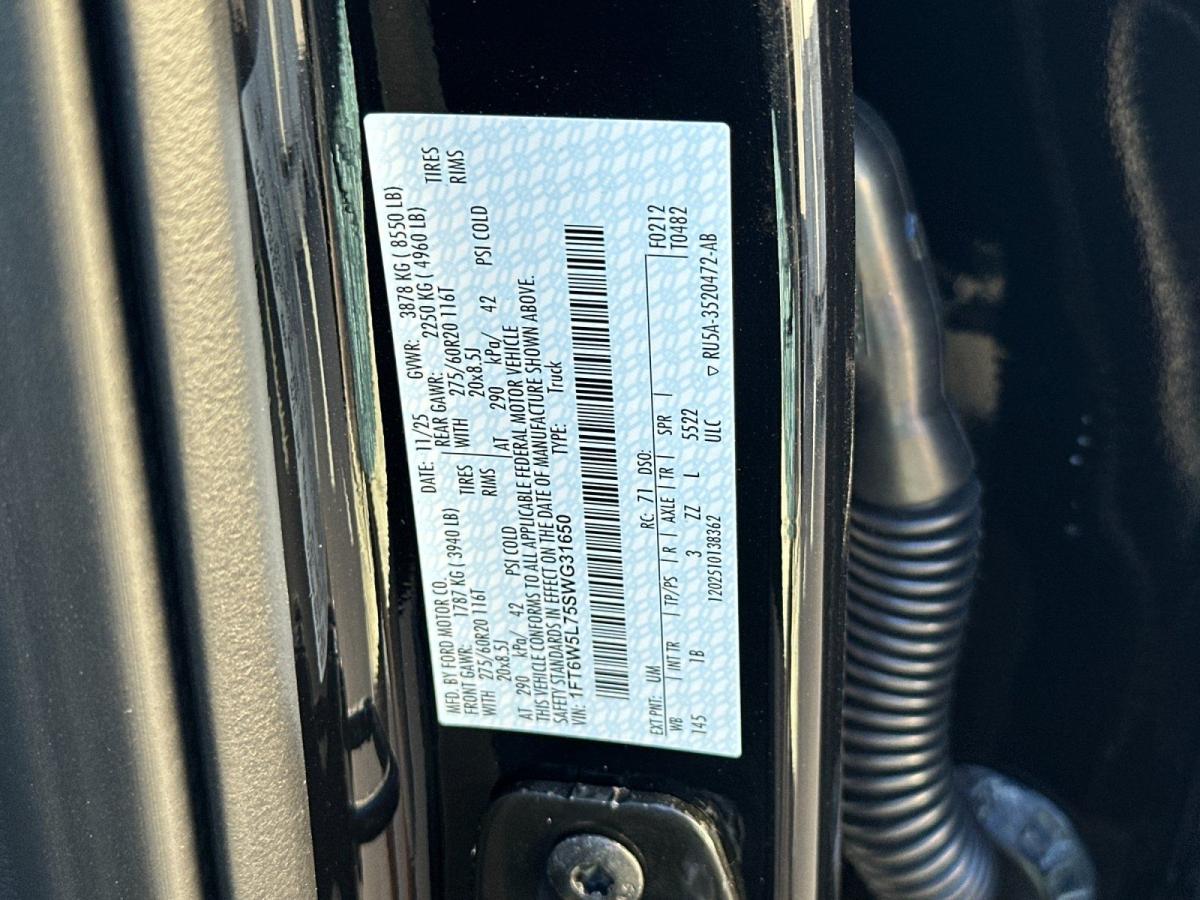 MFD. BY FORD MOTOR CO. DATE: 11/25 GVWR: 3878 KG ( 8550 LB)
FRONT GAWR: 1787 KG ( 3940 LB) REAR GAWR: 2250 KG ( 4960 LB)
WITH 275/60R20 116T TIRES WITH 275/60R20 116T TIRES
20x8.5J RIMS 20x8.5J RIMS
AT 290 kPa/ 42 PSI COLD AT 290 kPa/ 42 PSI COLD
THIS VEHICLE CONFORMS TO ALL APPLICABLE FEDERAL MOTOR VEHICLE
SAFETY STANDARDS IN EFFECT ON THE DATE OF MANUFACTURE SHOWN ABOVE.
VIN: 1FT6W5L75SWG31650 TYPE: Truck
EXT PNT: UM RC: 71 DSO: F0212
WB INT TR TP/PS R AXLE TR SPR T0482
145 1B 3 ZZ L 5522
1202510138362 ULC ▽ RU5A-3520472-AB